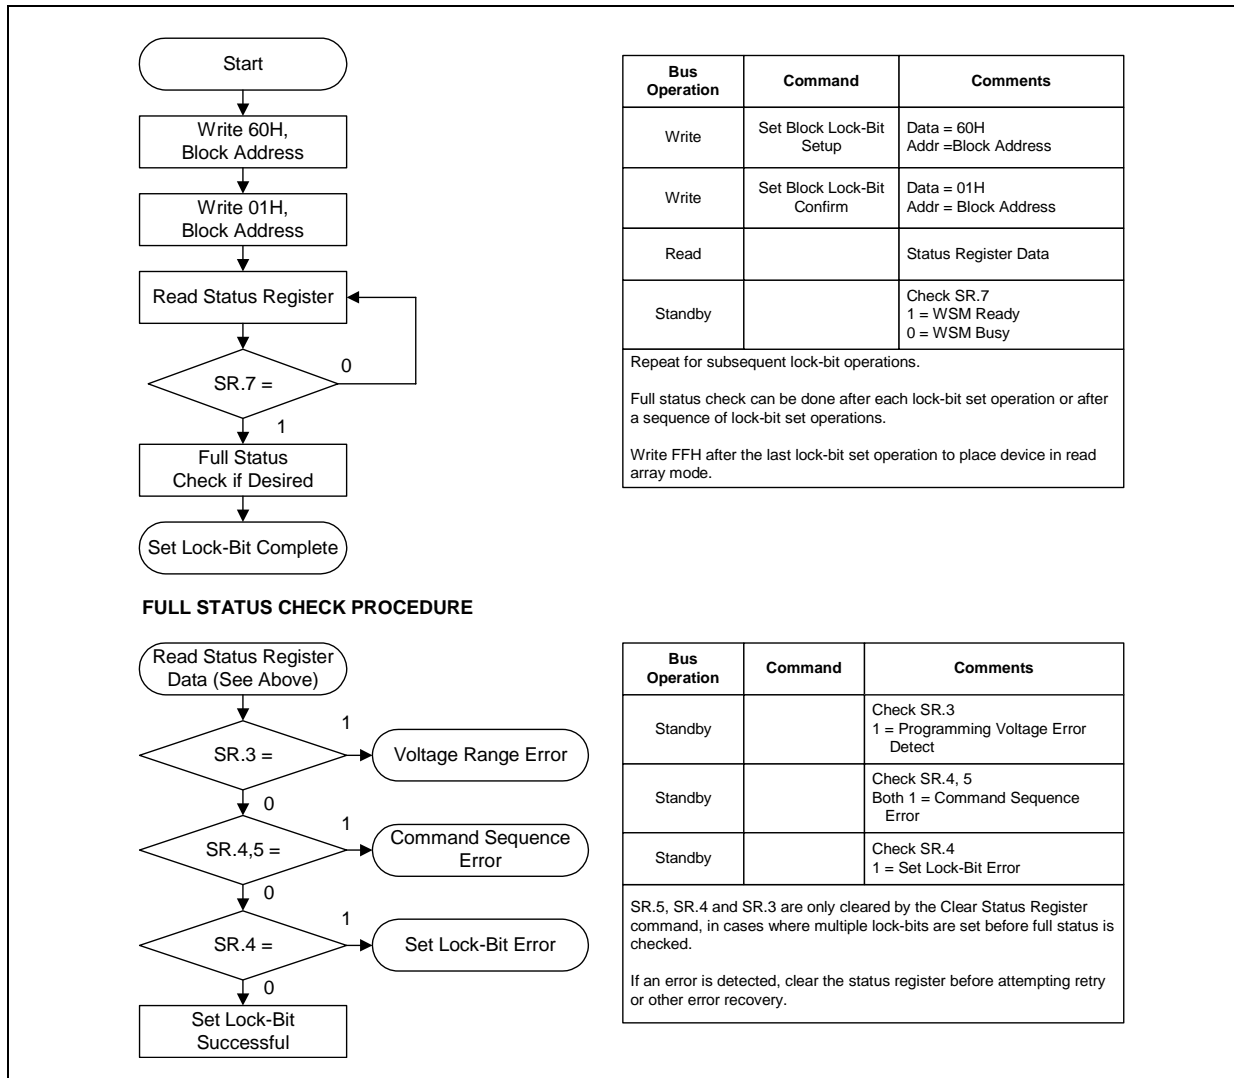 Start
Write 60H,
Block Address
Write 01H,
Block Address
Read Status Register
SR.7 =
0
1
Full Status
Check if Desired
Set Lock-Bit Complete
Bus
Operation
Command
Comments
Write
Set Block Lock-Bit
Setup
Data = 60H
Addr =Block Address
Write
Set Block Lock-Bit
Confirm
Data = 01H
Addr = Block Address
Read
Status Register Data
Standby
Check SR.7
1 = WSM Ready
0 = WSM Busy
Repeat for subsequent lock-bit operations.
Full status check can be done after each lock-bit set operation or after
a sequence of lock-bit set operations.
Write FFH after the last lock-bit set operation to place device in read
array mode.
FULL STATUS CHECK PROCEDURE
Read Status Register
Data (See Above)
SR.3 =
1
Voltage Range Error
0
SR.4,5 =
1
Command Sequence
Error
0
SR.4 =
1
Set Lock-Bit Error
0
Set Lock-Bit
Successful
Bus
Operation
Command
Comments
Standby
Check SR.3
1 = Programming Voltage Error
Detect
Standby
Check SR.4, 5
Both 1 = Command Sequence
Error
Standby
Check SR.4
1 = Set Lock-Bit Error
SR.5, SR.4 and SR.3 are only cleared by the Clear Status Register
command, in cases where multiple lock-bits are set before full status is
checked.
If an error is detected, clear the status register before attempting retry
or other error recovery.